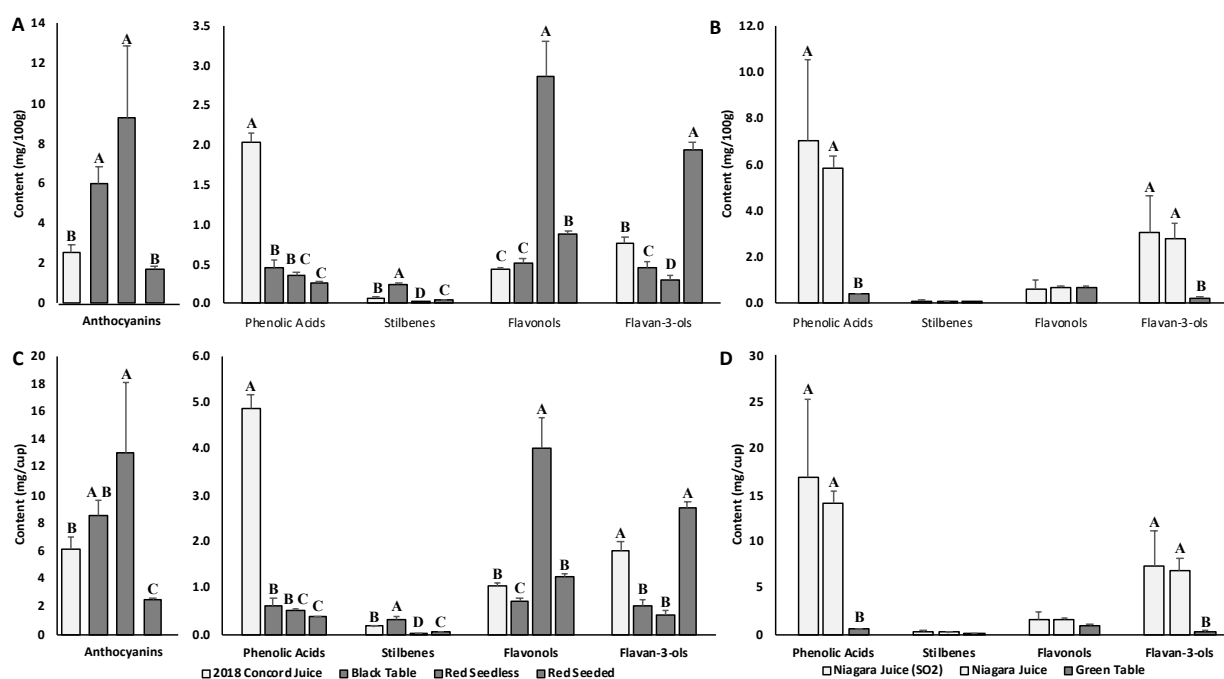 A
Content (mg/100g)
14
12
10
8
6
4
2
0
B
A
A
B
Anthocyanins
3.5
3.0
2.5
2.0
1.5
1.0
0.5
0.0
A
B
B C
C
B
A
D
C
C
C
A
B
B
C
D
A
Phenolic Acids
Stilbenes
Flavonols
Flavan-3-ols
B
Content (mg/100g)
12.0
10.0
8.0
6.0
4.0
2.0
0.0
A
A
B
A
A
B
Phenolic Acids
Stilbenes
Flavonols
Flavan-3-ols
C
Content (mg/cup)
20
18
16
14
12
10
8
6
4
2
0
B
A B
A
C
Anthocyanins
6.0
5.0
4.0
3.0
2.0
1.0
0.0
A
B
B C
C
B
A
D
C
B
C
A
B
A
B
B
A
Phenolic Acids
Stilbenes
Flavonols
Flavan-3-ols
2018 Concord Juice
Black Table
Red Seedless
Red Seeded
D
Content (mg/cup)
30
25
20
15
10
5
0
A
A
B
A
A
B
Phenolic Acids
Stilbenes
Flavonols
Flavan-3-ols
Niagara Juice (SO2)
Niagara Juice
Green Table